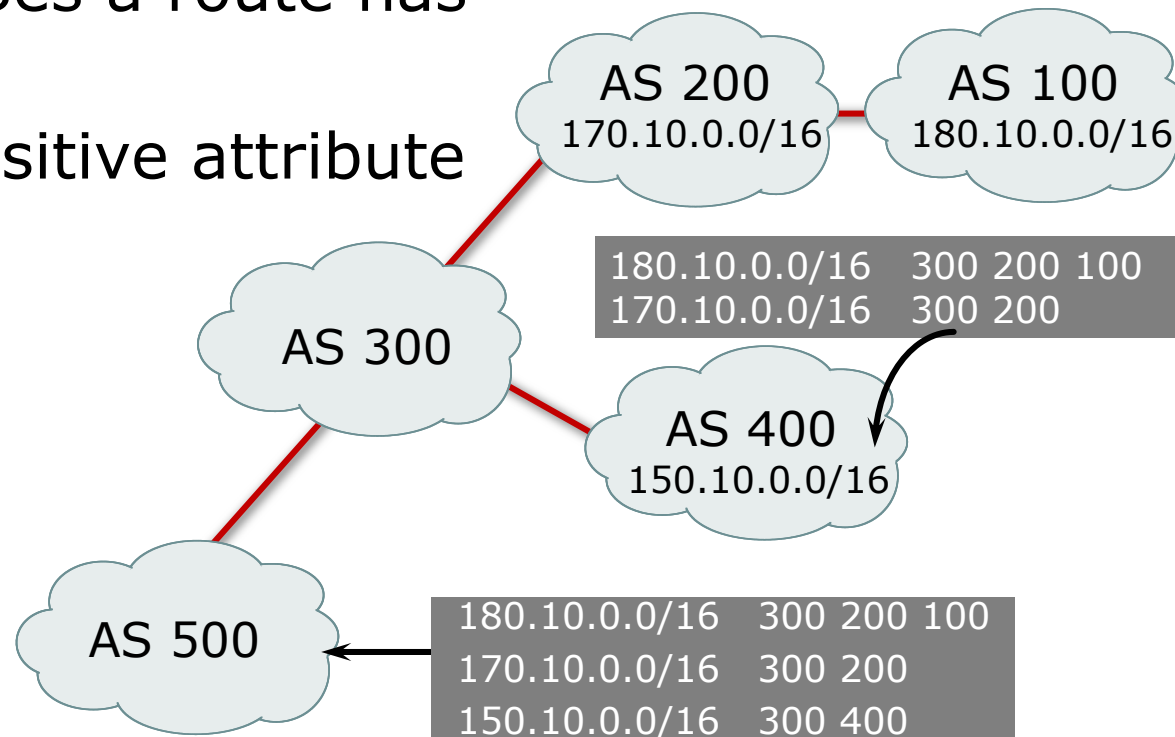 a route has
sitive attribute
AS 200
170.10.0.0/16
AS 100
180.10.0.0/16
180.10.0.0/16 300 200 100
170.10.0.0/16 300 200
AS 300
AS 400
150.10.0.0/16
AS 500
180.10.0.0/16 300 200 100
170.10.0.0/16 300 200
150.10.0.0/16 300 400